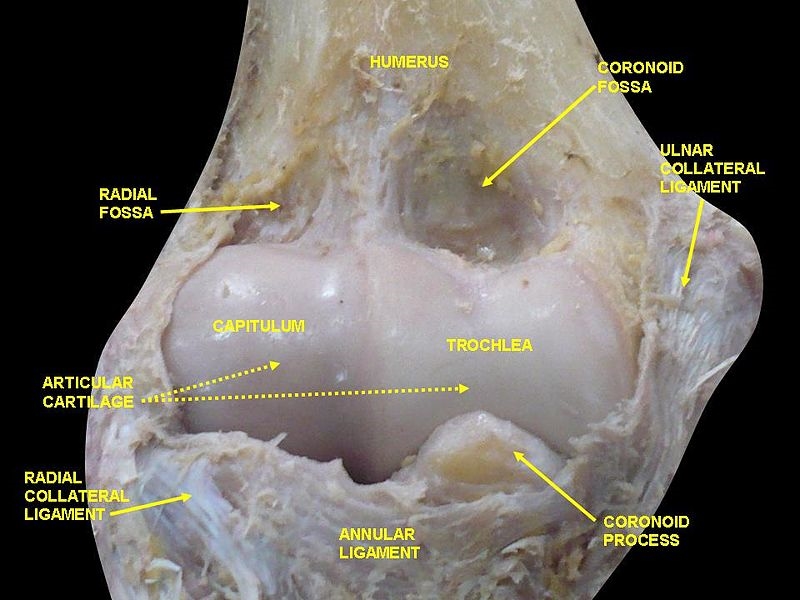 HUMERUS
CORONOID
FOSSA
ULNAR
COLLATERAL
LIGAMENT
RADIAL
FOSSA
CAPITULUM
TROCHLEA
ARTICULAR
CARTILAGE
RADIAL
COLLATERAL
LIGAMENT
ANNULAR
LIGAMENT
CORONOID
PROCESS